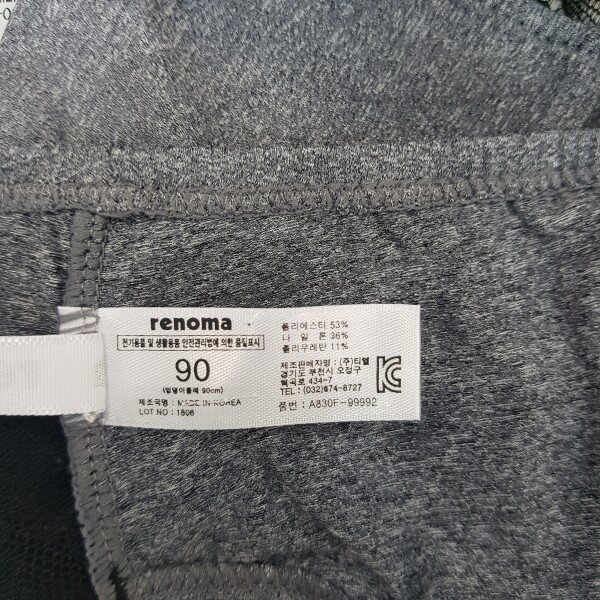 renoma
전기용품 및 생활용품 안전관리법에 의한 품질표시
90
(엉덩이둘레 90cm)
제조국명 : MADE IN KOREA
LOT NO : 1806
폴리에스터 53%
나 일 론 36%
폴리우레탄 11%
제조판매자명 : (주)티엘
경기도 부천시 오정구
434-7
TEL : (032)674-8727
품번 : A830F-99992